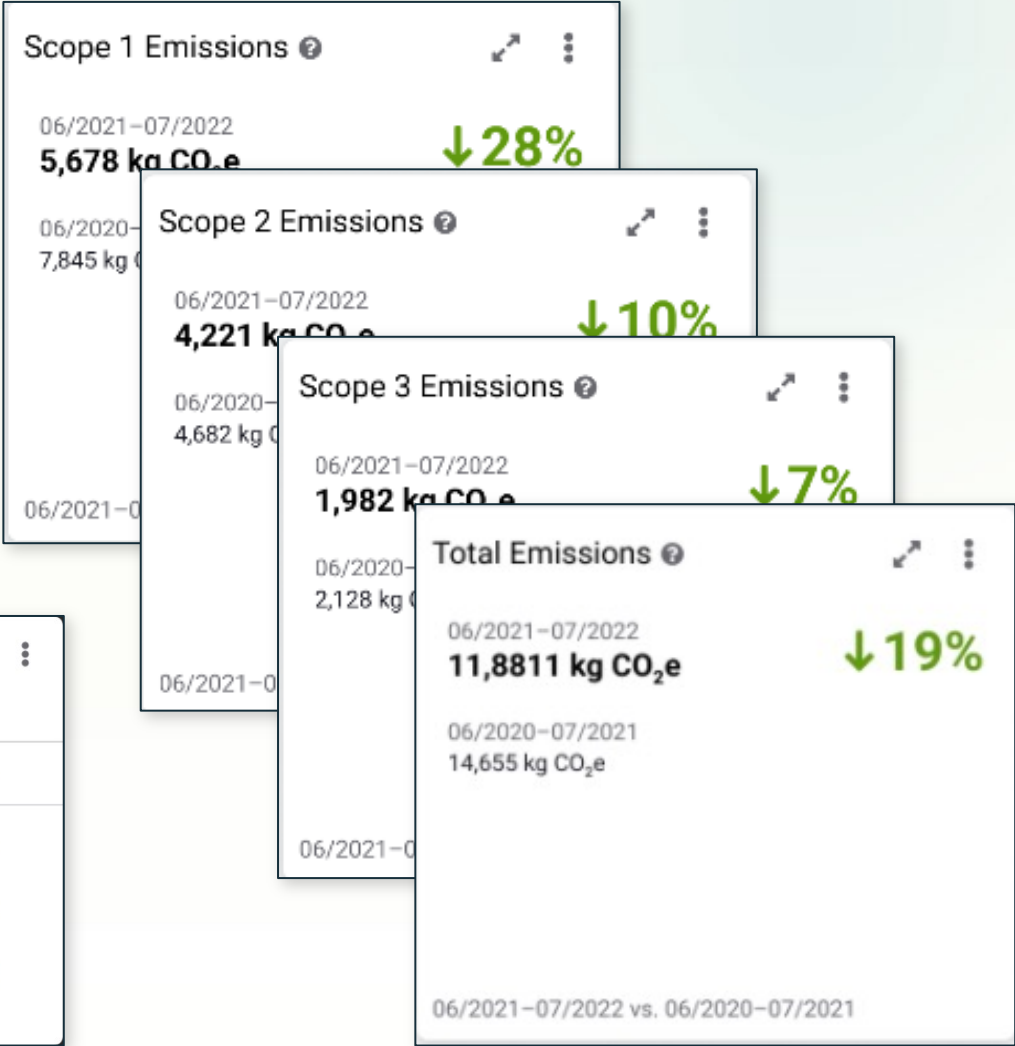 Scope 1 Emissions
06/2021–07/2022
5,678 kg CO₂e
↓28%
06/2020–
7,845 kg
06/2021–0
Scope 2 Emissions
06/2021–07/2022
4,221 kg CO₂e
↓10%
06/2020–
4,682 kg
06/2021–0
Scope 3 Emissions
06/2021–07/2022
1,982 kg CO₂e
↓7%
06/2020–
2,128 kg
06/2021–0
Total Emissions
06/2021–07/2022
11,8811 kg CO₂e
↓19%
06/2020–07/2021
14,655 kg CO₂e
06/2021–07/2022 vs. 06/2020–07/2021